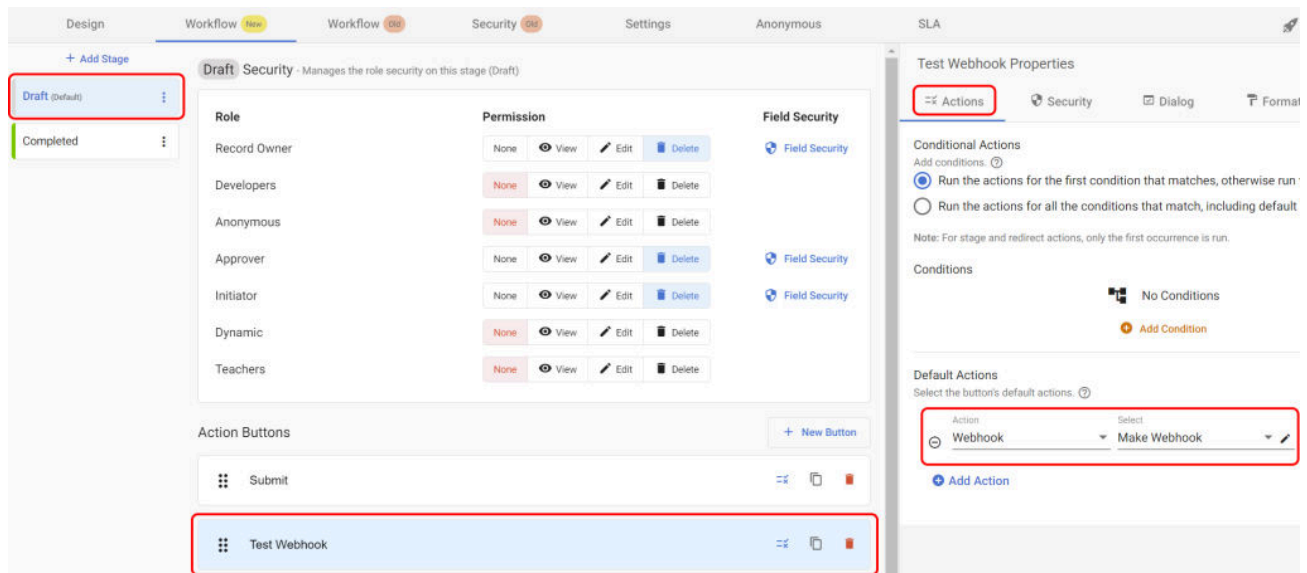 Design Workflow New Workflow Old Security Old Settings Anonymous SLA
+ Add Stage
Draft (Default)
Completed
Draft Security - Manages the role security on this stage (Draft)
Role Permission Field Security
Record Owner None View Edit Delete Field Security
Developers None View Edit Delete
Anonymous None View Edit Delete
Approver None View Edit Delete Field Security
Initiator None View Edit Delete Field Security
Dynamic None View Edit Delete
Teachers None View Edit Delete
Action Buttons + New Button
Submit
Test Webhook
Test Webhook Properties
Actions Security Dialog Format
Conditional Actions
Add conditions.
Run the actions for the first condition that matches, otherwise run
Run the actions for all the conditions that match, including default
Note: For stage and redirect actions, only the first occurrence is run.
Conditions
No Conditions
Add Condition
Default Actions
Select the button's default actions.
Action Select
Webhook Make Webhook
Add Action